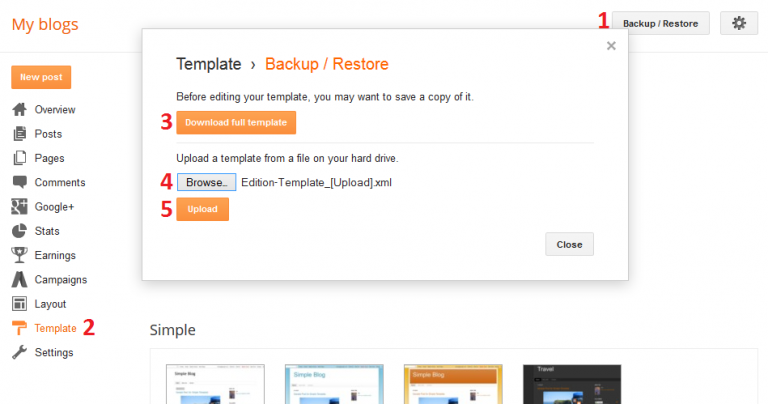 My blogs
1
Backup / Restore
Template › Backup / Restore
New post
Before editing your template, you may want to save a copy of it.
Overview
3 Download full template
Posts
Pages
Upload a template from a file on your hard drive.
Comments
4 Browse.. Edition-Template_[Upload].xml
Google+
5 Upload
Stats
Earnings
Close
Campaigns
Layout
Template 2
Simple
Settings
Simple Blog
Simple Blog
Simple Blog
Travel